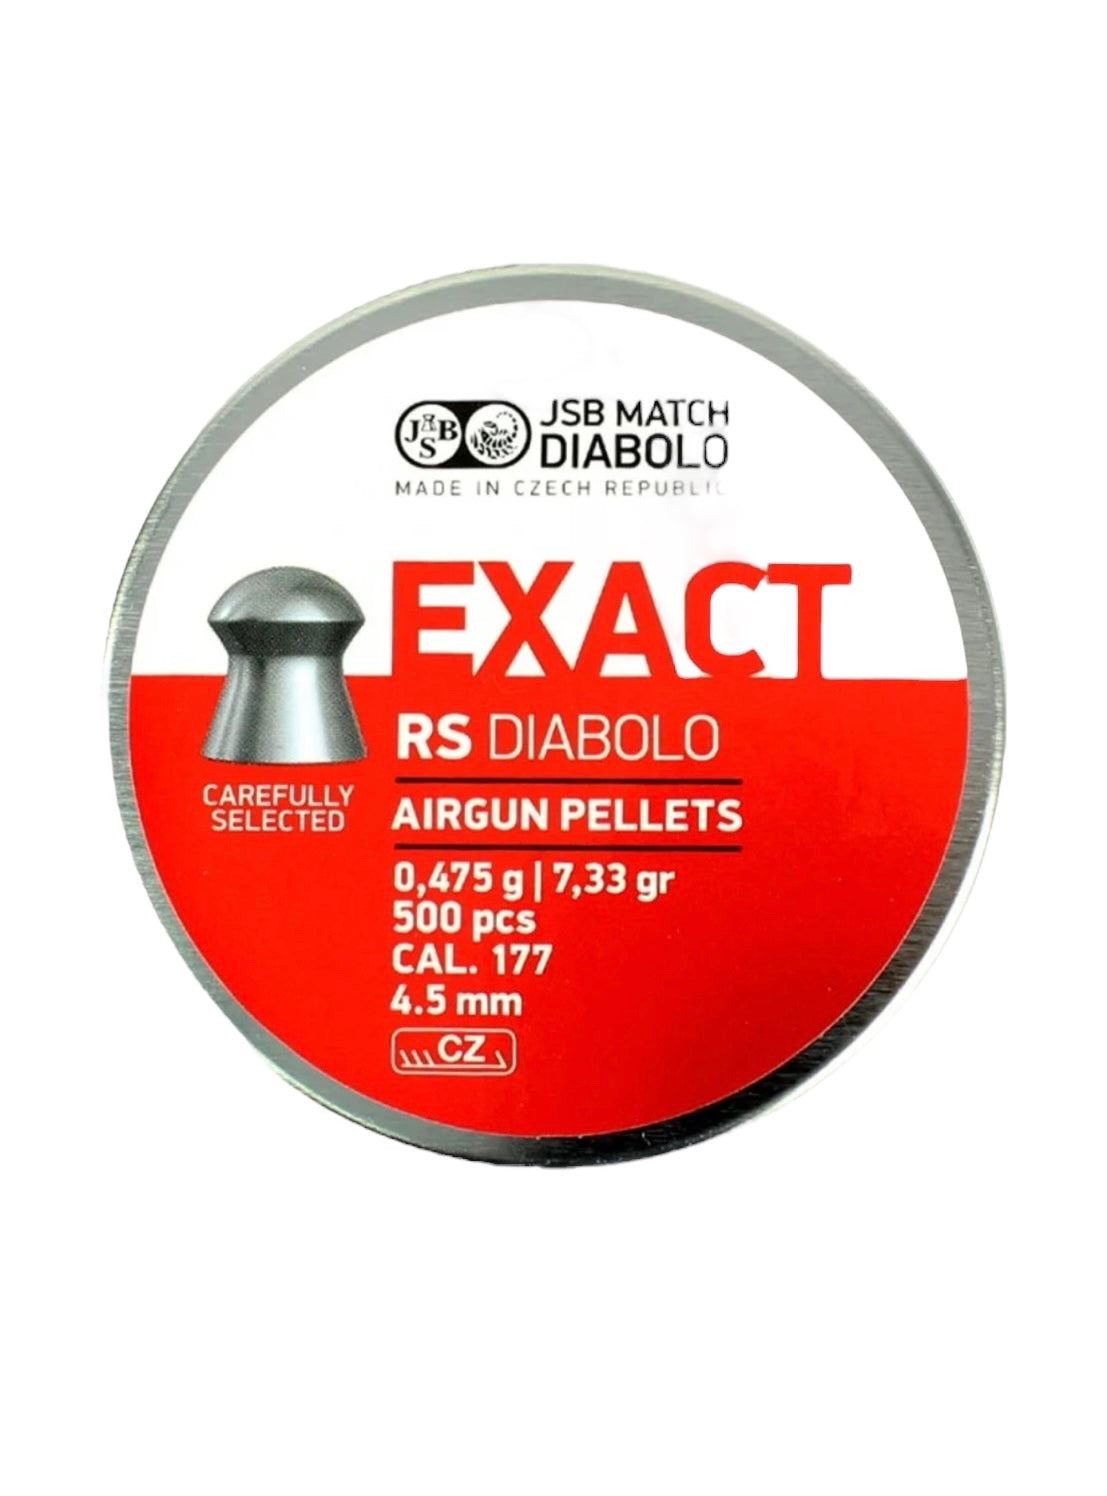 JSB
JSB MATCH
DIABOLO
MADE IN CZECH REPUBLIC
EXACT
RS DIABOLO
CAREFULLY
SELECTED
AIRGUN PELLETS
0,475 g | 7,33 gr
500 pcs
CAL. 177
4.5 mm
CZ